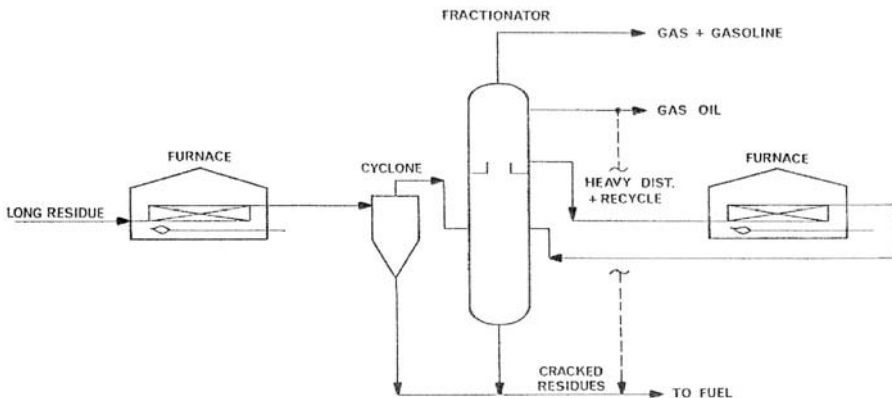 FRACTIONATOR
GAS + GASOLINE
GAS OIL
FURNACE
CYCLONE
HEAVY DIST.
+ RECYCLE
FURNACE
LONG RESIDUE
CRACKED
RESIDUES
TO FUEL